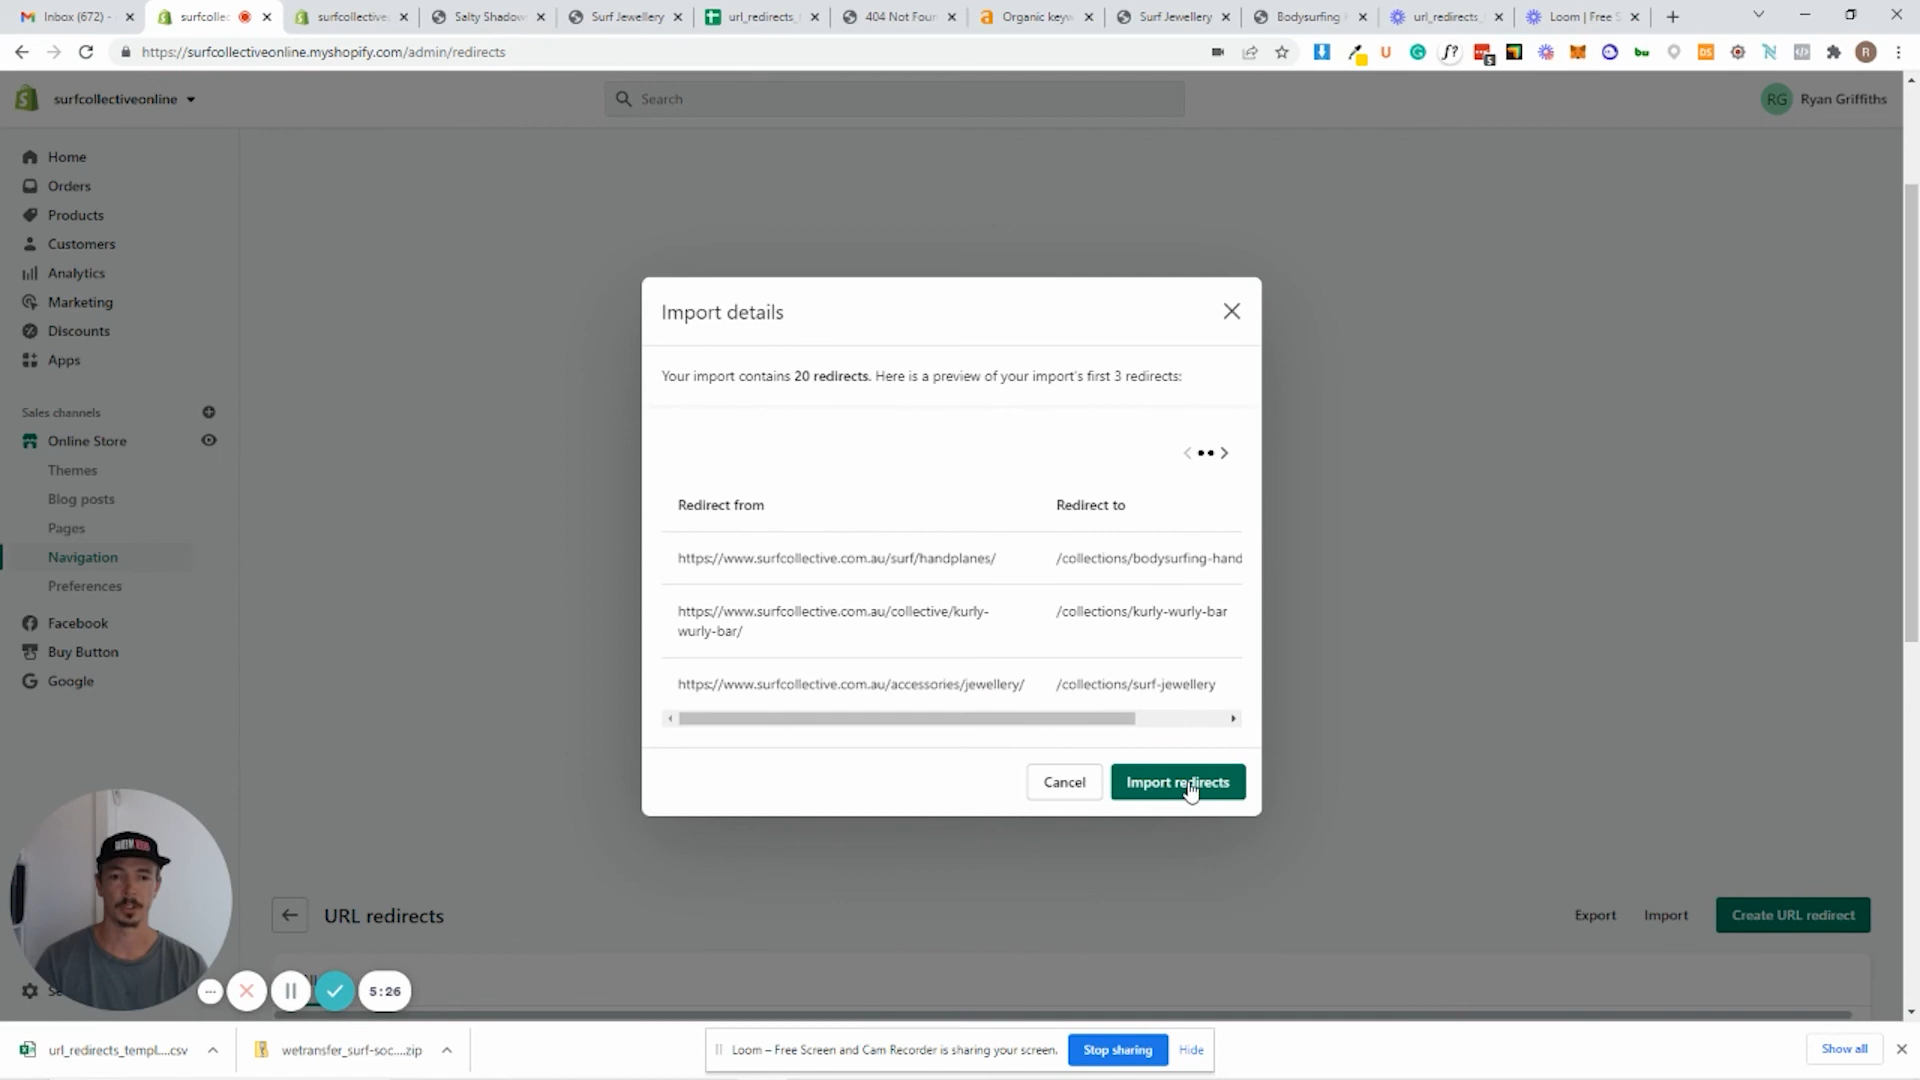 Inbox (672) -
surfcollec
surfcollective
Salty Shadow
Surf Jewellery
url_redirects_
404 Not Foun
Organic keyw
Surf Jewellery
Bodysurfing
url_redirects_
Loom | Free S
https://surfcollectiveonline.myshopify.com/admin/redirects
surfcollectiveonline
Search
RG
Ryan Griffiths
Home
Orders
Products
Customers
Analytics
Marketing
Discounts
Apps
Sales channels
Online Store
Themes
Blog posts
Pages
Navigation
Preferences
Facebook
Buy Button
Google
Import details
Your import contains 20 redirects. Here is a preview of your import's first 3 redirects:
Redirect from
Redirect to
https://www.surfcollective.com.au/surf/handplanes/
/collections/bodysurfing-hand
https://www.surfcollective.com.au/collective/kurly-
wurly-bar/
/collections/kurly-wurly-bar
https://www.surfcollective.com.au/accessories/jewellery/
/collections/surf-jewellery
Cancel
Import redirects
URL redirects
Export
Import
Create URL redirect
5:26
url_redirects_templ....csv
wetransfer_surf-soc....zip
Loom – Free Screen and Cam Recorder is sharing your screen.
Stop sharing
Hide
Show all